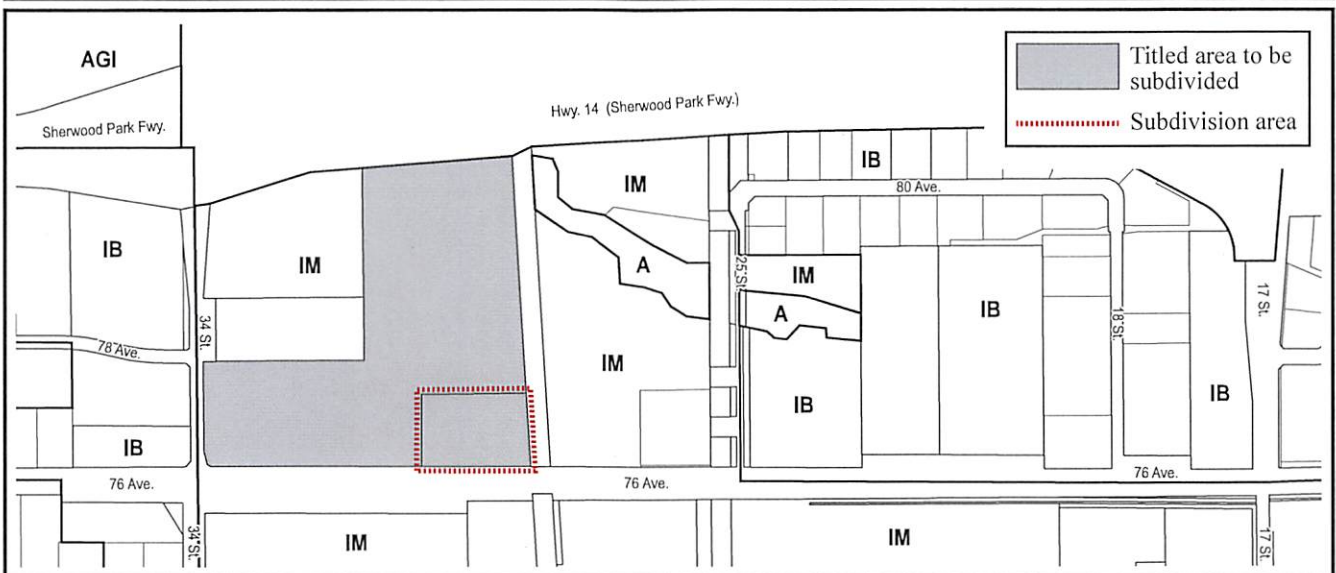 AGI
Sherwood Park Fwy.
Hwy. 14 (Sherwood Park Fwy.)
Titled area to be
subdivided
Subdivision area
IM
IB
80 Ave.
IB
IM
A
25 St.
IM
A
IB
18 St.
17 St.
34 St.
78 Ave.
IM
IB
IB
IB
76 Ave.
76 Ave.
76 Ave.
34 St.
IM
IM
17 St.